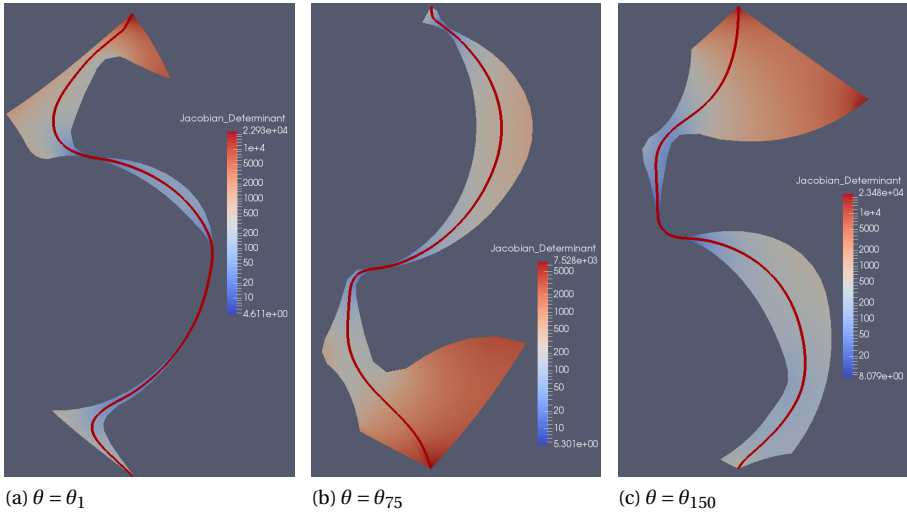 Jacobian_Determinant
2.293e+04
1e+4
5000
2000
1000
500
200
100
50
20
10
4.611e+00
(a) θ = θ₁
Jacobian_Determinant
7.528e+03
5000
2000
1000
500
200
100
50
20
10
5.301e+00
(b) θ = θ₇₅
Jacobian_Determinant
2.348e+04
1e+4
5000
2000
1000
500
200
100
50
20
8.079e+00
(c) θ = θ₁₅₀